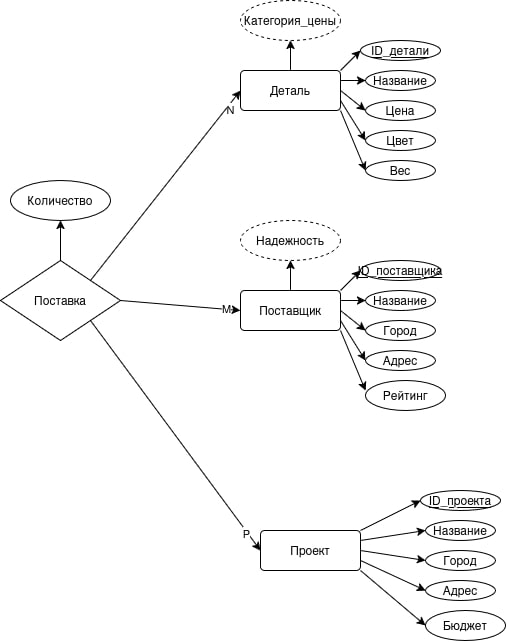 Категория_цены
ID_детали
Деталь
Название
Цена
N
Цвет
Вес
Количество
Надежность
ID_поставщика
Поставка
Название
M
Поставщик
Город
Адрес
Рейтинг
ID_проекта
P
Название
Проект
Город
Адрес
Бюджет